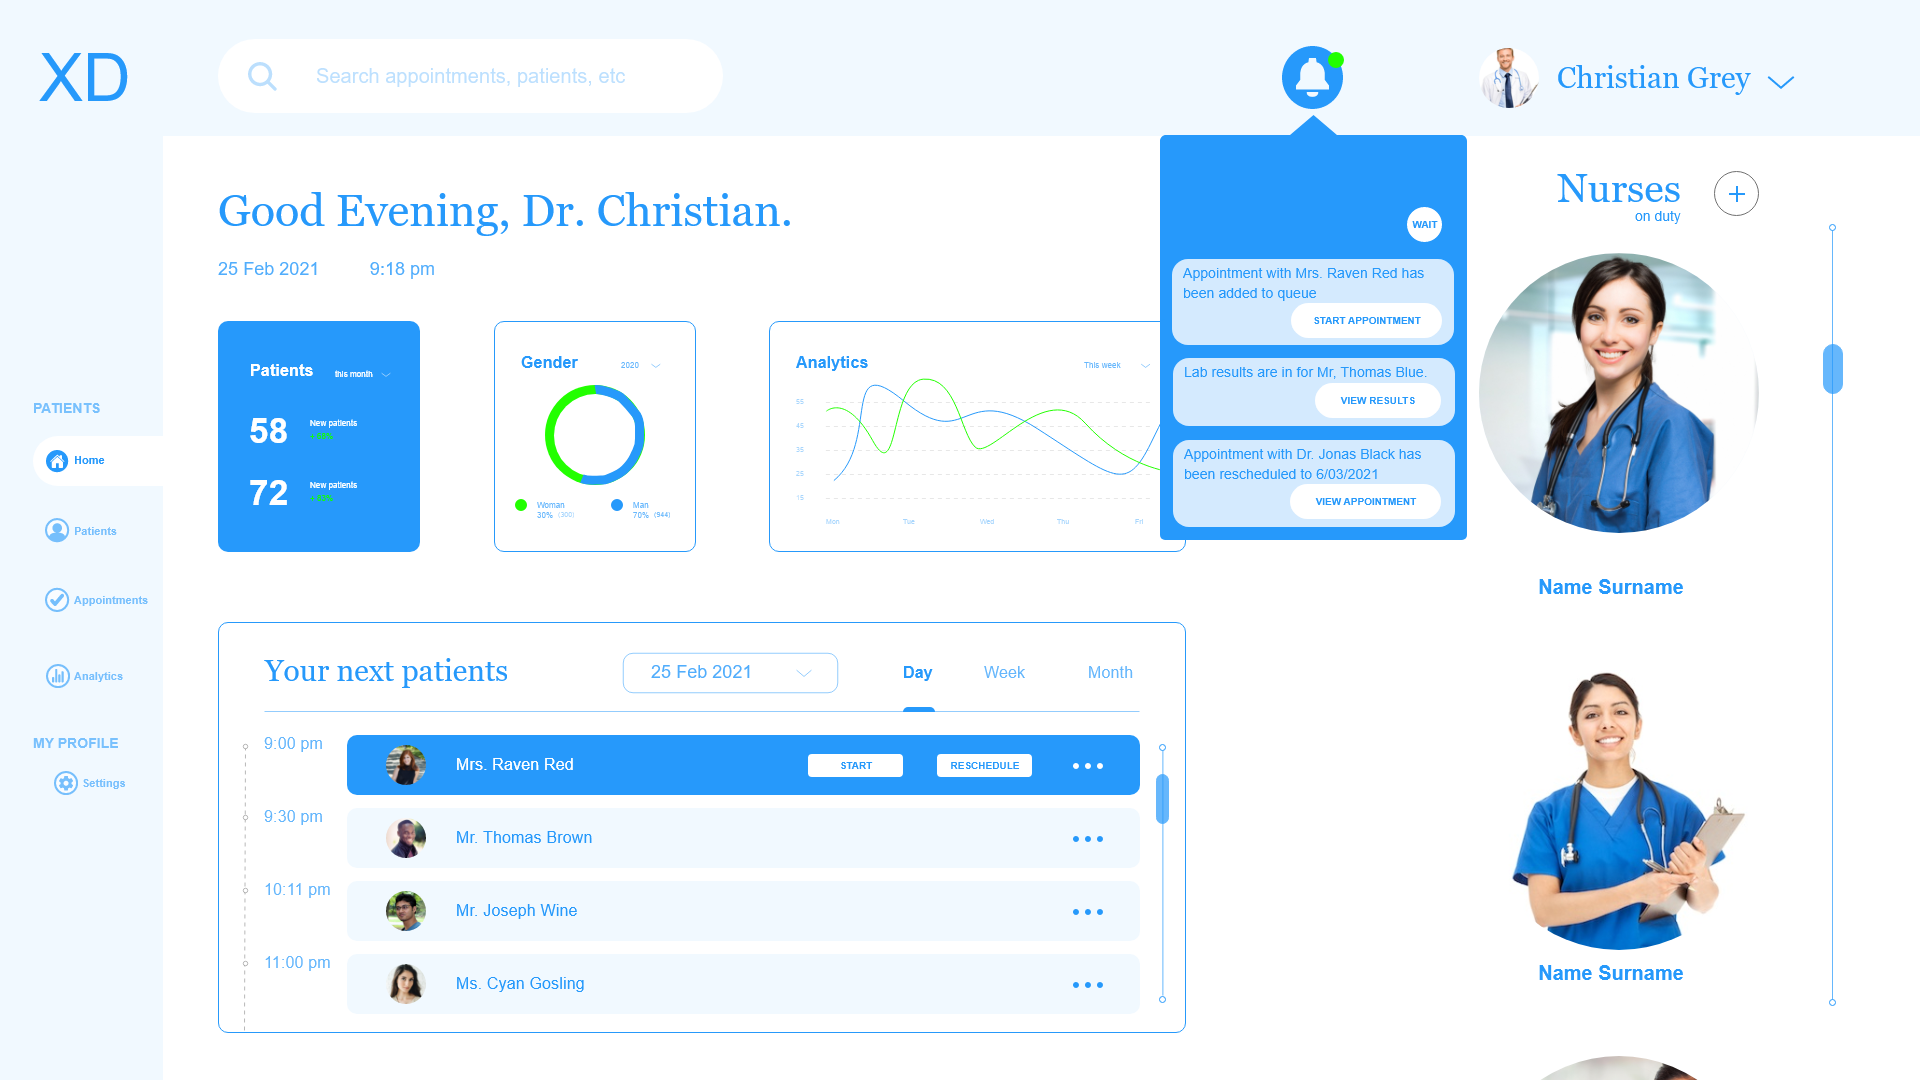 XD
Search appointments, patients, etc
Christian Grey
Good Evening, Dr. Christian.
25 Feb 2021
9:18 pm
PATIENTS
Home
Patients
Appointments
Analytics
MY PROFILE
Settings
Patients
this month
58
New patients
72
New patients
Gender
2020
Woman
30% (300)
Man
70% (944)
Analytics
This week
55
45
35
25
15
Mon
Tue
Wed
Thu
Fri
WAIT
Appointment with Mrs. Raven Red has
been added to queue
START APPOINTMENT
Lab results are in for Mr, Thomas Blue.
VIEW RESULTS
Appointment with Dr. Jonas Black has
been rescheduled to 6/03/2021
VIEW APPOINTMENT
Nurses
on duty
Name Surname
Name Surname
Your next patients
25 Feb 2021
Day
Week
Month
9:00 pm
Mrs. Raven Red
START
RESCHEDULE
9:30 pm
Mr. Thomas Brown
10:11 pm
Mr. Joseph Wine
11:00 pm
Ms. Cyan Gosling